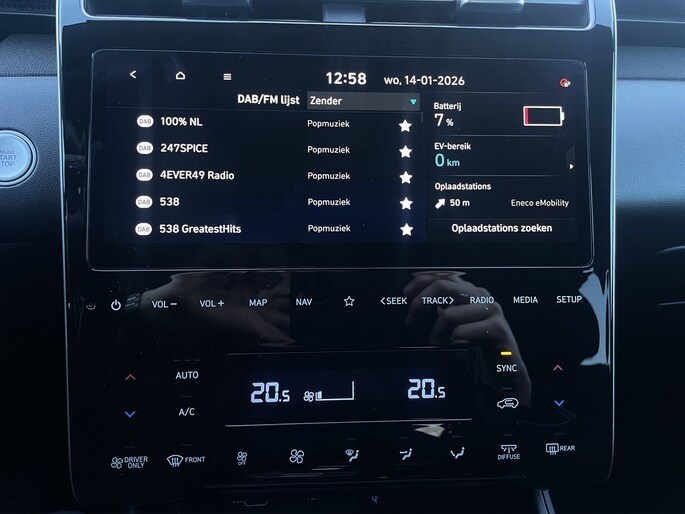 12:58 wo, 14-01-2026
DAB/FM lijst Zender
DAB 100% NL Popmuziek
DAB 247SPICE Popmuziek
DAB 4EVER49 Radio Popmuziek
DAB 538 Popmuziek
DAB 538 GreatestHits Popmuziek
Batterij
7 %
EV-bereik
0 km
Oplaadstations
50 m Eneco eMobility
Oplaadstations zoeken
START
STOP
VOL − VOL + MAP NAV <SEEK TRACK> RADIO MEDIA SETUP
AUTO 20.5 20.5 SYNC
A/C
DRIVER ONLY FRONT OFF DIFFUSE REAR